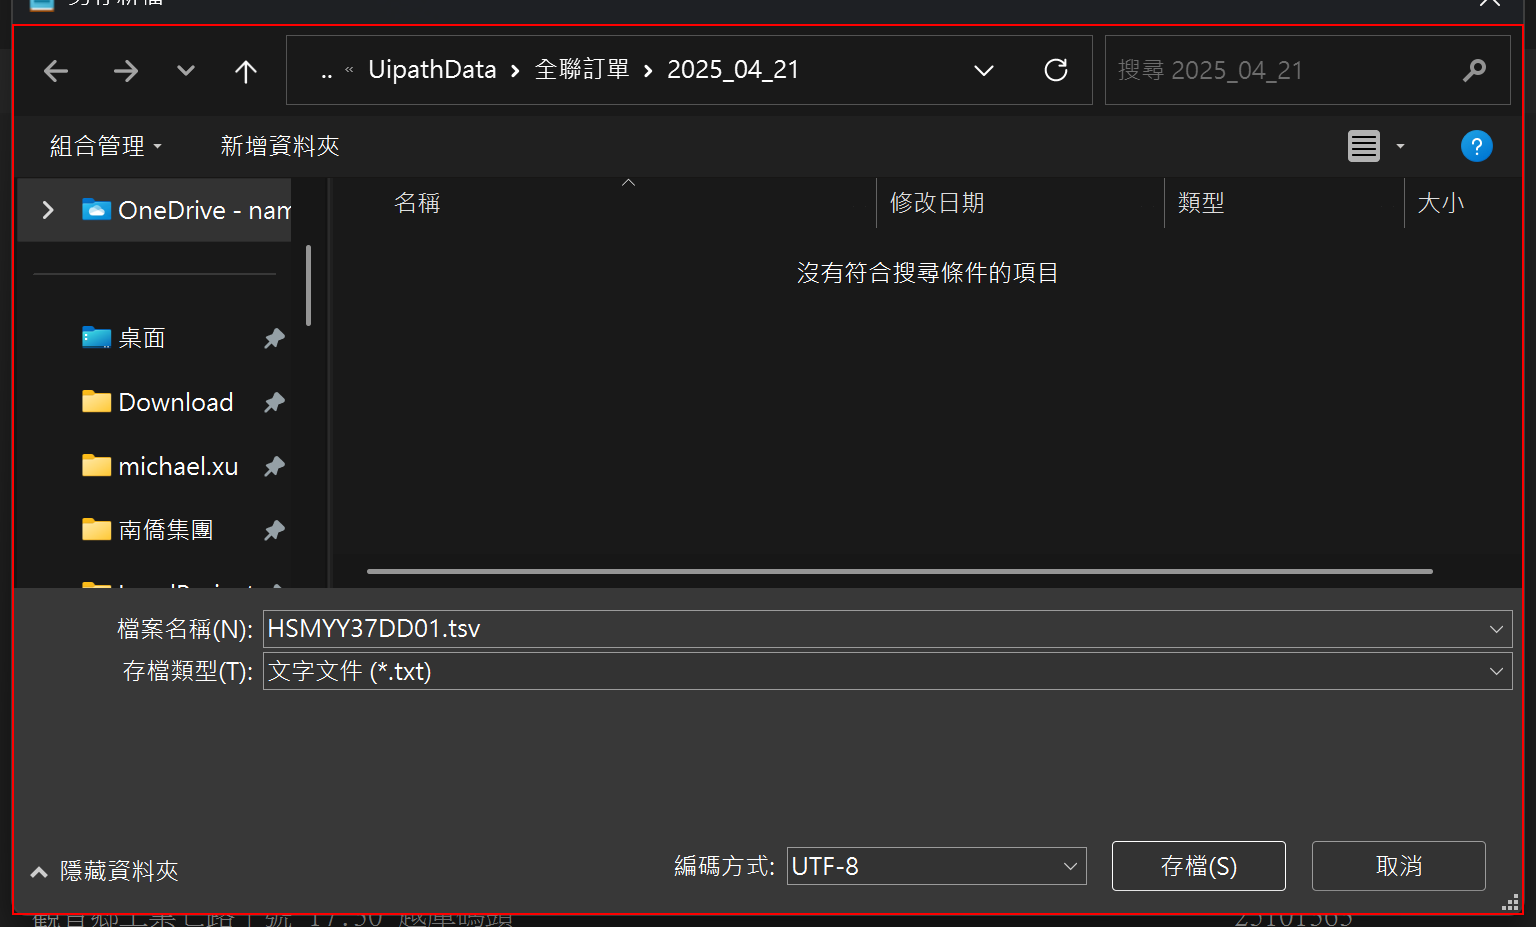 另存新檔
.. « UipathData › 全聯訂單 › 2025_04_21
搜尋 2025_04_21
組合管理
新增資料夾
?
名稱
修改日期
類型
大小
OneDrive - nam
沒有符合搜尋條件的項目
桌面
Download
michael.xu
南僑集團
檔案名稱(N): HSMYY37DD01.tsv
存檔類型(T): 文字文件 (*.txt)
隱藏資料夾
編碼方式: UTF-8
存檔(S)
取消